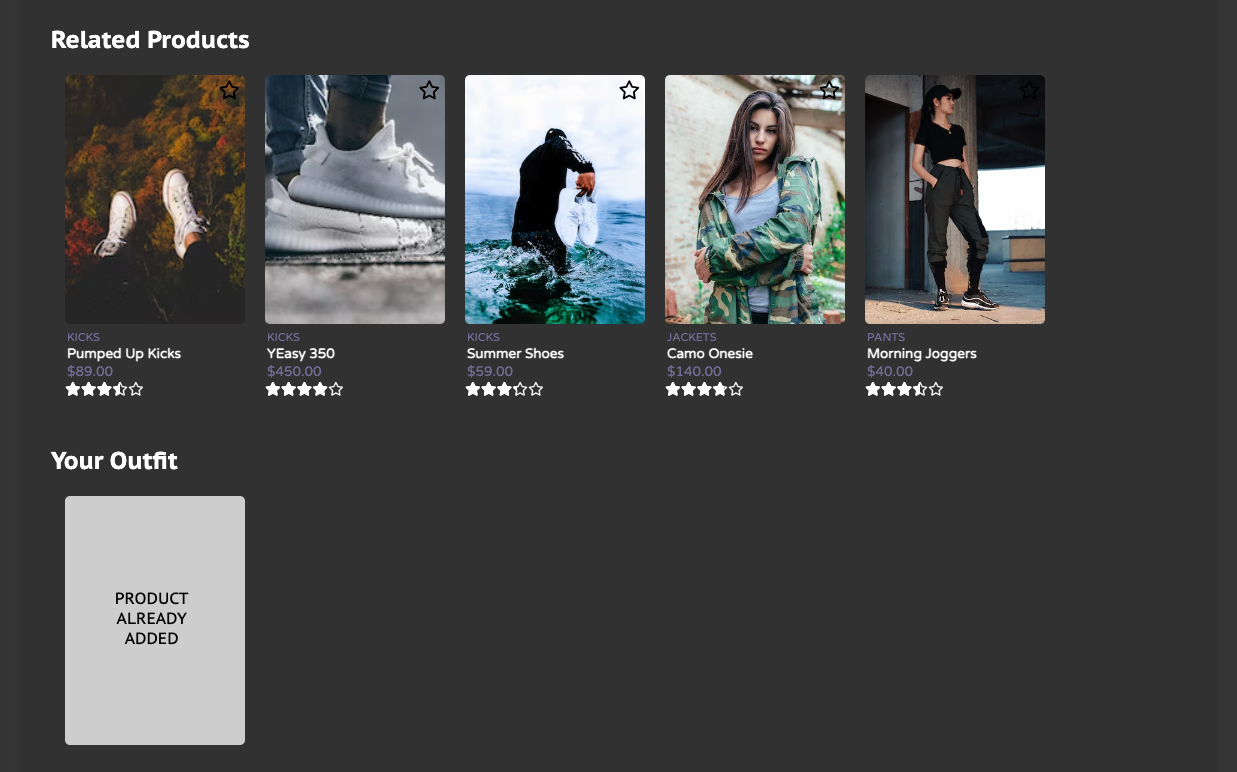 Related Products
KICKS
Pumped Up Kicks
$89.00
KICKS
YEasy 350
$450.00
KICKS
Summer Shoes
$59.00
JACKETS
Camo Onesie
$140.00
PANTS
Morning Joggers
$40.00
Your Outfit
PRODUCT
ALREADY
ADDED